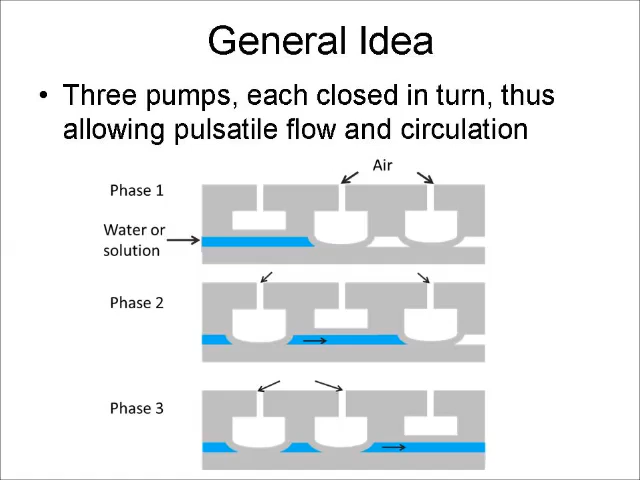 General Idea
• Three pumps, each closed in turn, thus
allowing pulsatile flow and circulation
Air
Phase 1
Water or
solution
Phase 2
Phase 3